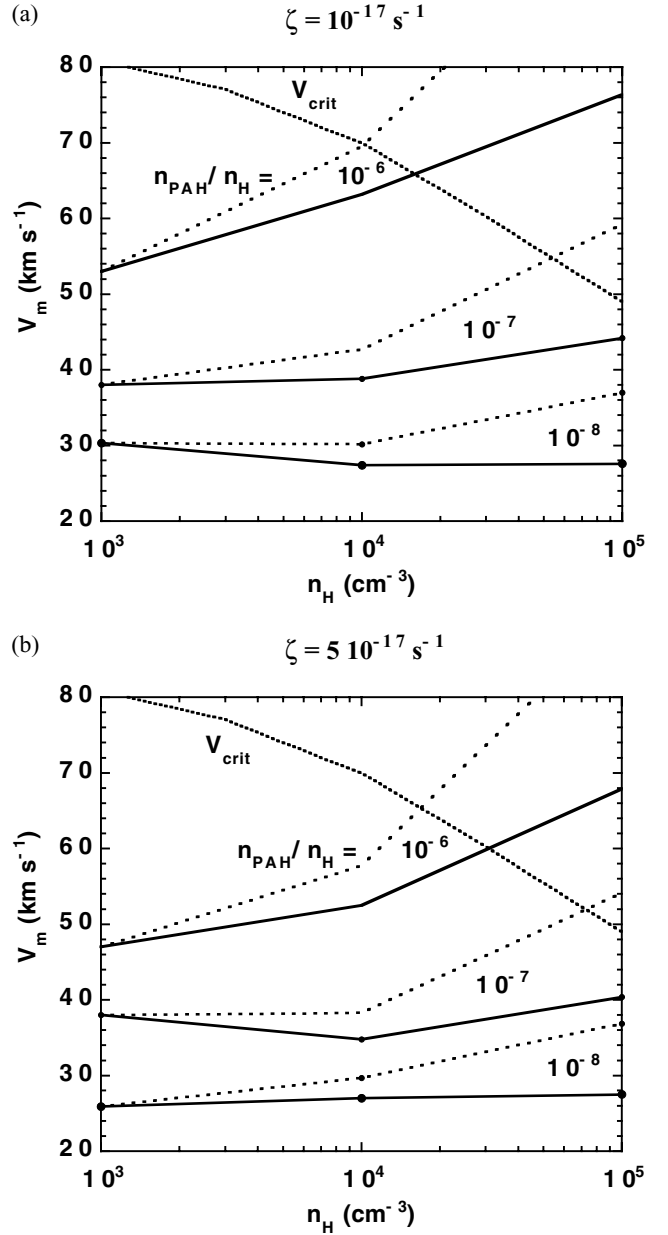 (a)
ζ = 10⁻¹⁷ s⁻¹
80
V_crit
70
n_PAH / n_H = 10⁻⁶
60
V_m (km s⁻¹)
50
10⁻⁷
40
30
10⁻⁸
20
10³ 10⁴ 10⁵
n_H (cm⁻³)
(b)
ζ = 5 10⁻¹⁷ s⁻¹
80
V_crit
70
n_PAH / n_H = 10⁻⁶
60
V_m (km s⁻¹)
50
10⁻⁷
40
10⁻⁸
30
20
10³ 10⁴ 10⁵
n_H (cm⁻³)